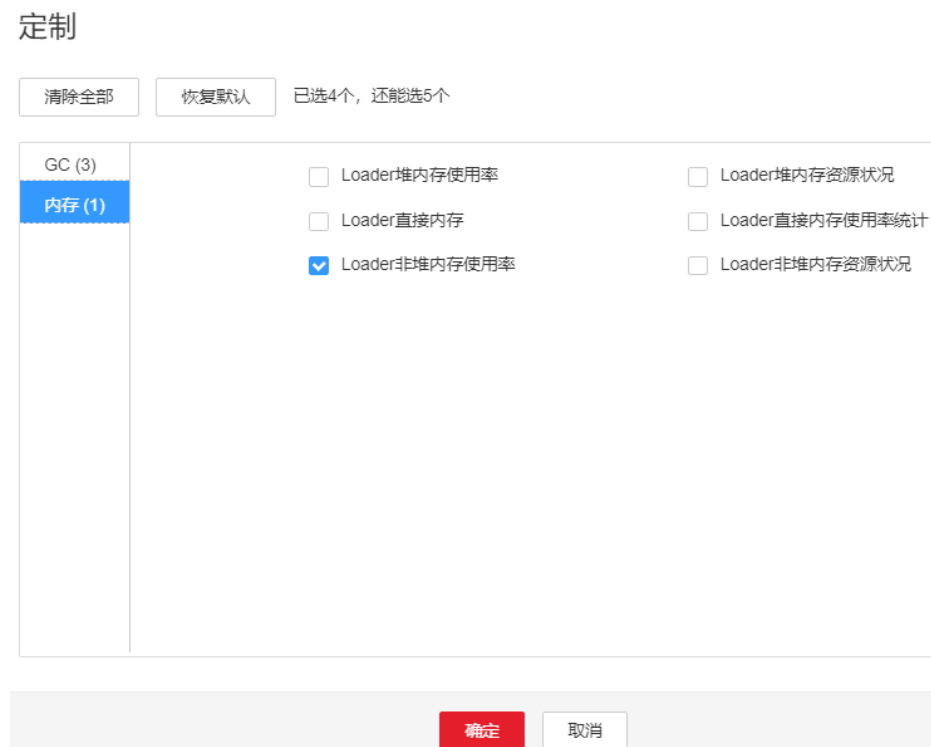 定制
清除全部 恢复默认 已选4个，还能选5个
GC (3)
内存 (1)
Loader堆内存使用率 Loader堆内存资源状况
Loader直接内存 Loader直接内存使用率统计
Loader非堆内存使用率 Loader非堆内存资源状况
确定 取消